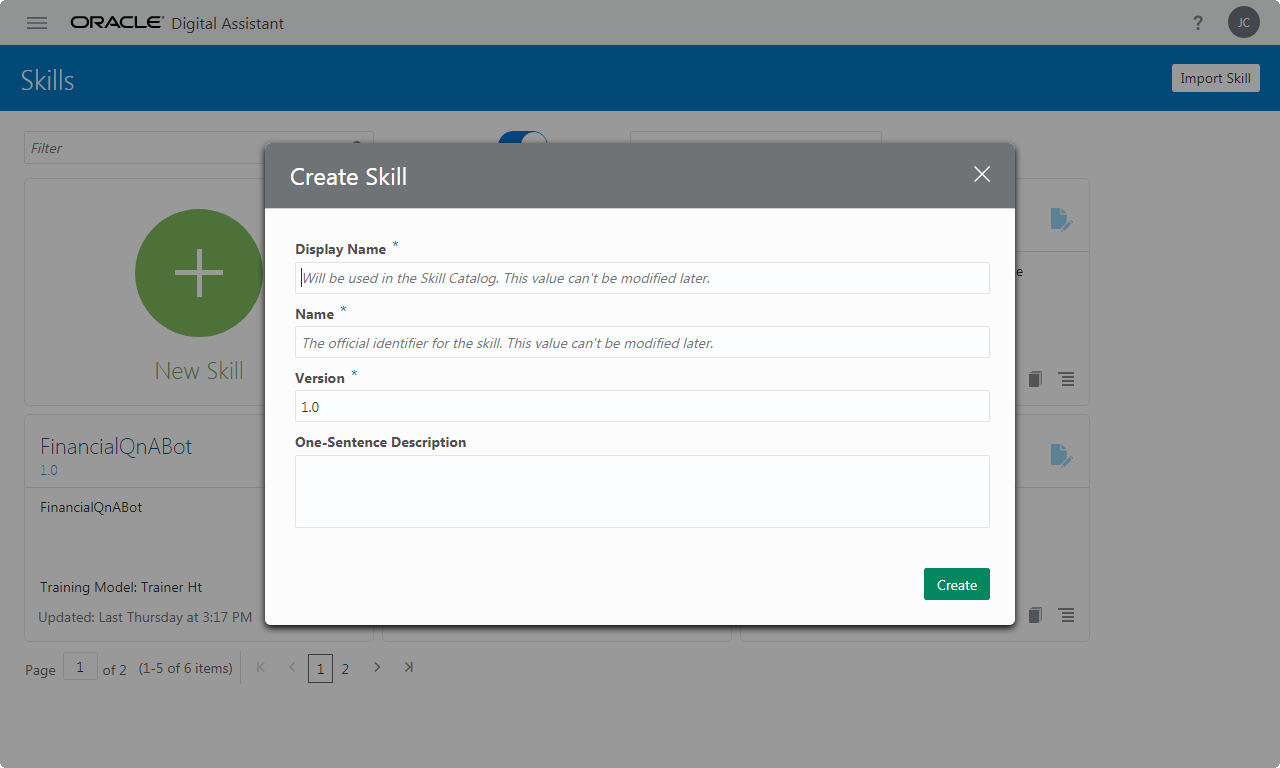 ORACLE Digital Assistant
?
JC
Skills
Import Skill
Filter
Create Skill
Display Name *
Will be used in the Skill Catalog. This value can't be modified later.
Name *
The official identifier for the skill. This value can't be modified later.
Version *
1.0
One-Sentence Description
Create
New Skill
e
FinancialQnABot
1.0
FinancialQnABot
Training Model: Trainer Ht
Updated: Last Thursday at 3:17 PM
Page 1 of 2 (1-5 of 6 items) 1 2